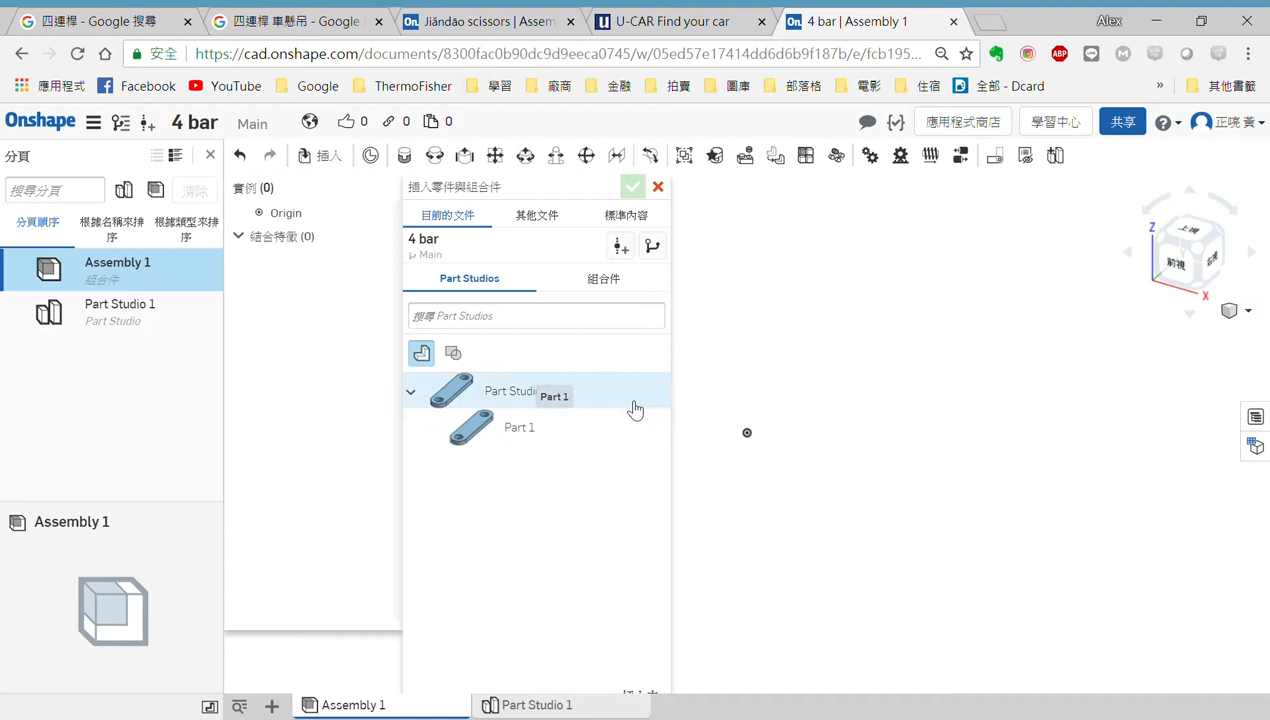 四連桿 - Google 搜尋
四連桿 車懸吊 - Google
Jiǎndāo scissors | Assem
U-CAR Find your car
4 bar | Assembly 1
Alex
安全
https://cad.onshape.com/documents/8300fac0b90dc9d9eeca0745/w/05ed57e17414dd6d6b9f187b/e/fcb195...
應用程式
Facebook
YouTube
Google
ThermoFisher
學習
廠商
金融
拍賣
圖庫
部落格
電影
住宿
全部 - Dcard
»
其他書籤
Onshape
4 bar
Main
0
0
0
應用程式商店
學習中心
共享
分頁
插入
搜尋分頁
清除
分頁順序
根據名稱來排序
根據類型來排序
Assembly 1
組合件
Part Studio 1
Part Studio
Assembly 1
實例 (0)
Origin
結合特徵 (0)
插入零件與組合件
目前的文件
其他文件
標準內容
4 bar
Main
Part Studios
組合件
搜尋 Part Studios
Part Studi
Part 1
Part 1
Z
X
上視
前視
右視
Assembly 1
Part Studio 1